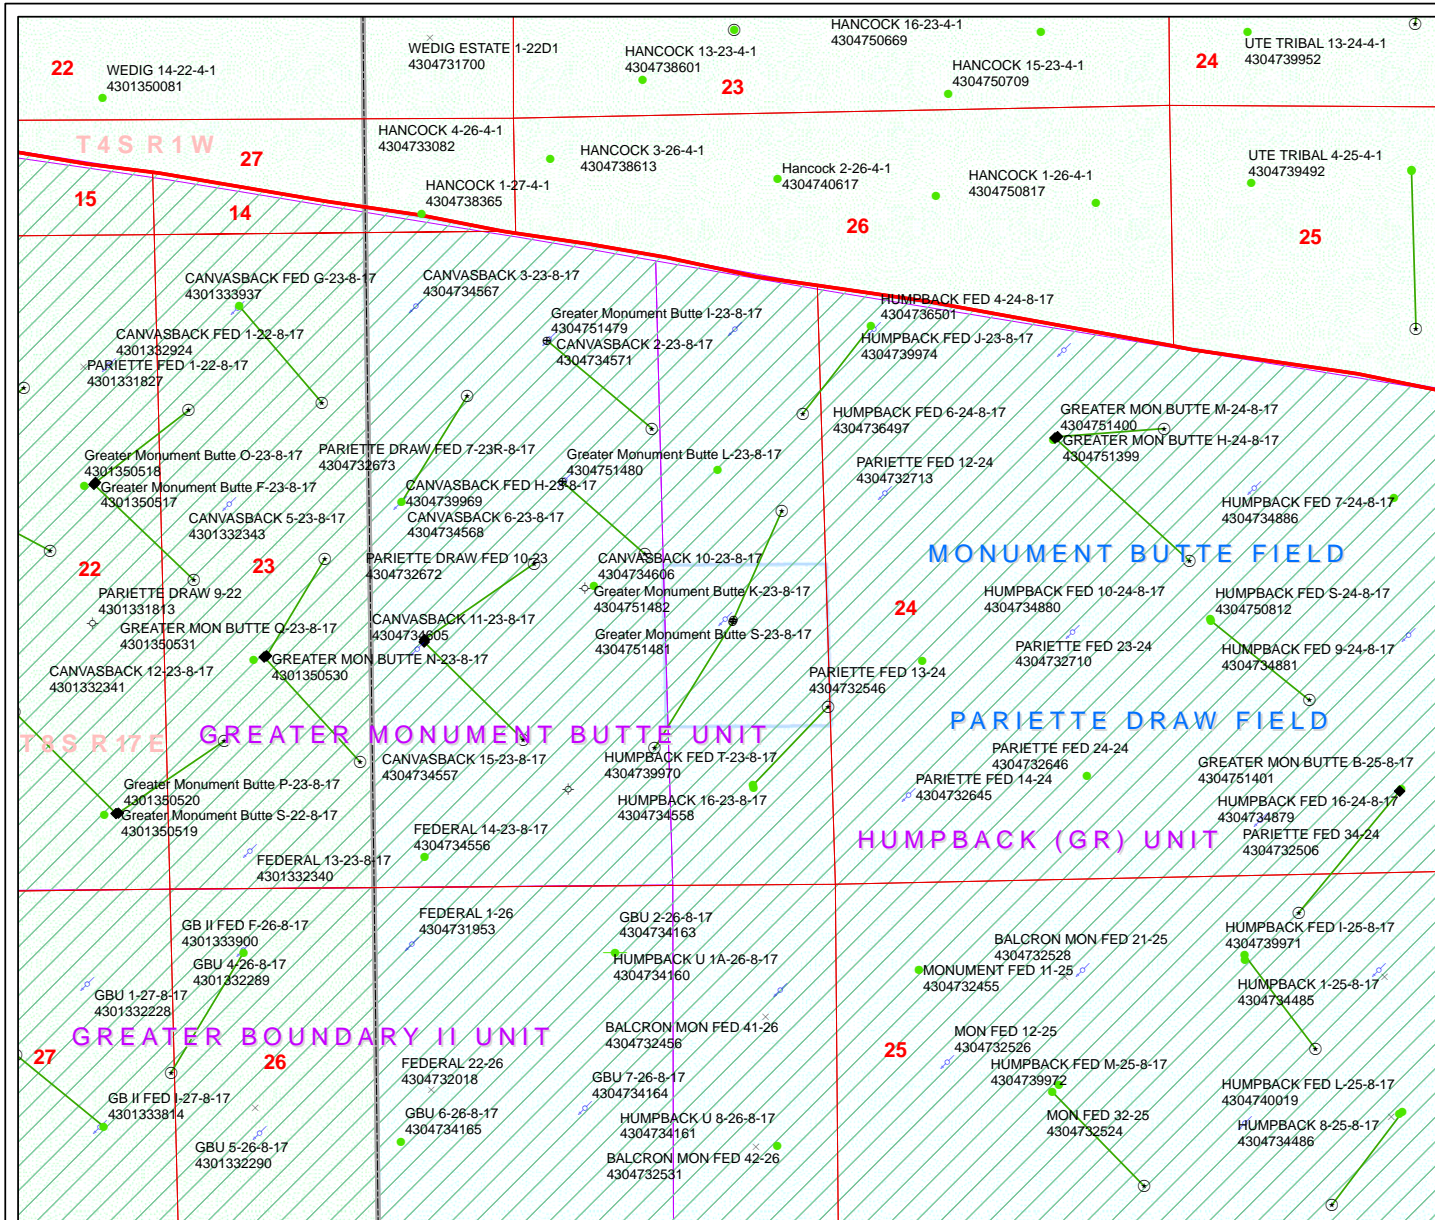 WEDIG ESTATE 1-22D1
4304731700
HANCOCK 13-23-4-1
4304738601
HANCOCK 16-23-4-1
4304750669
HANCOCK 15-23-4-1
4304750709
UTE TRIBAL 13-24-4-1
4304739952
22
WEDIG 14-22-4-1
4301350081
23
24
T4S R1W
27
HANCOCK 4-26-4-1
4304733082
HANCOCK 3-26-4-1
4304738613
Hancock 2-26-4-1
4304740617
HANCOCK 1-26-4-1
4304750817
UTE TRIBAL 4-25-4-1
4304739492
HANCOCK 1-27-4-1
4304738365
15
14
26
25
CANVASBACK FED G-23-8-17
4301333937
CANVASBACK 3-23-8-17
4304734567
Greater Monument Butte I-23-8-17
4304751479
CANVASBACK 2-23-8-17
4304734571
HUMPBACK FED 4-24-8-17
4304736501
HUMPBACK FED J-23-8-17
4304739974
CANVASBACK FED 1-22-8-17
4301332924
PARIETTE FED 1-22-8-17
4301331827
HUMPBACK FED 6-24-8-17
4304736497
GREATER MON BUTTE M-24-8-17
4304751400
GREATER MON BUTTE H-24-8-17
4304751399
Greater Monument Butte O-23-8-17
4301350518
Greater Monument Butte F-23-8-17
4301350517
PARIETTE DRAW FED 7-23R-8-17
4304732673
Greater Monument Butte L-23-8-17
4304751480
PARIETTE FED 12-24
4304732713
CANVASBACK FED H-23-8-17
4304739969
CANVASBACK 6-23-8-17
4304734568
HUMPBACK FED 7-24-8-17
4304734886
CANVASBACK 5-23-8-17
4301332343
MONUMENT BUTTE FIELD
22
23
PARIETTE DRAW FED 10-23
4304732672
CANVASBACK 10-23-8-17
4304734606
Greater Monument Butte K-23-8-17
4304751482
PARIETTE DRAW 9-22
4301331813
24
HUMPBACK FED 10-24-8-17
4304734880
HUMPBACK FED S-24-8-17
4304750812
GREATER MON BUTTE Q-23-8-17
4301350531
CANVASBACK 11-23-8-17
4304734605
Greater Monument Butte S-23-8-17
4304751481
PARIETTE FED 23-24
4304732710
HUMPBACK FED 9-24-8-17
4304734881
GREATER MON BUTTE N-23-8-17
4301350530
CANVASBACK 12-23-8-17
4301332341
PARIETTE FED 13-24
4304732546
T8S R17E
GREATER MONUMENT BUTTE UNIT
PARIETTE DRAW FIELD
CANVASBACK 15-23-8-17
4304734557
HUMPBACK FED T-23-8-17
4304739970
PARIETTE FED 24-24
4304732646
GREATER MON BUTTE B-25-8-17
4304751401
Greater Monument Butte P-23-8-17
4301350520
Greater Monument Butte S-22-8-17
4301350519
HUMPBACK 16-23-8-17
4304734558
PARIETTE FED 14-24
4304732645
HUMPBACK FED 16-24-8-17
4304734879
PARIETTE FED 34-24
4304732506
FEDERAL 14-23-8-17
4304734556
HUMPBACK (GR) UNIT
FEDERAL 13-23-8-17
4301332340
FEDERAL 1-26
4304731953
GBU 2-26-8-17
4304734163
GB II FED F-26-8-17
4301333900
GBU 4-26-8-17
4301332289
HUMPBACK U 1A-26-8-17
4304734160
BALCRON MON FED 21-25
4304732528
MONUMENT FED 11-25
4304732455
HUMPBACK FED I-25-8-17
4304739971
HUMPBACK 1-25-8-17
4304734485
GBU 1-27-8-17
4301332228
GREATER BOUNDARY II UNIT
BALCRON MON FED 41-26
4304732456
MON FED 12-25
4304732526
27
26
25
FEDERAL 22-26
4304732018
GBU 7-26-8-17
4304734164
HUMPBACK FED M-25-8-17
4304739972
HUMPBACK FED L-25-8-17
4304740019
GB II FED I-27-8-17
4301333814
GBU 6-26-8-17
4304734165
HUMPBACK U 8-26-8-17
4304734161
MON FED 32-25
4304732524
HUMPBACK 8-25-8-17
4304734486
GBU 5-26-8-17
4301332290
BALCRON MON FED 42-26
4304732531